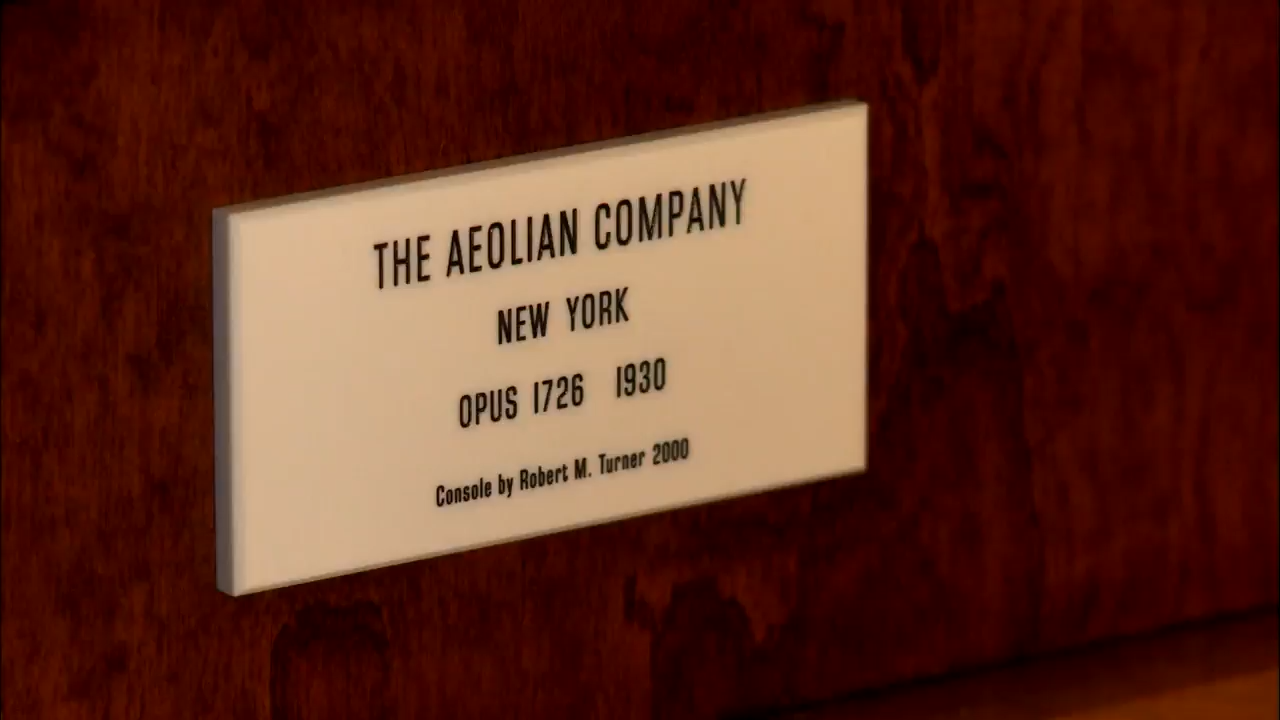 THE AEOLIAN COMPANY
NEW YORK
OPUS 1726 1930
Console by Robert M. Turner 2000